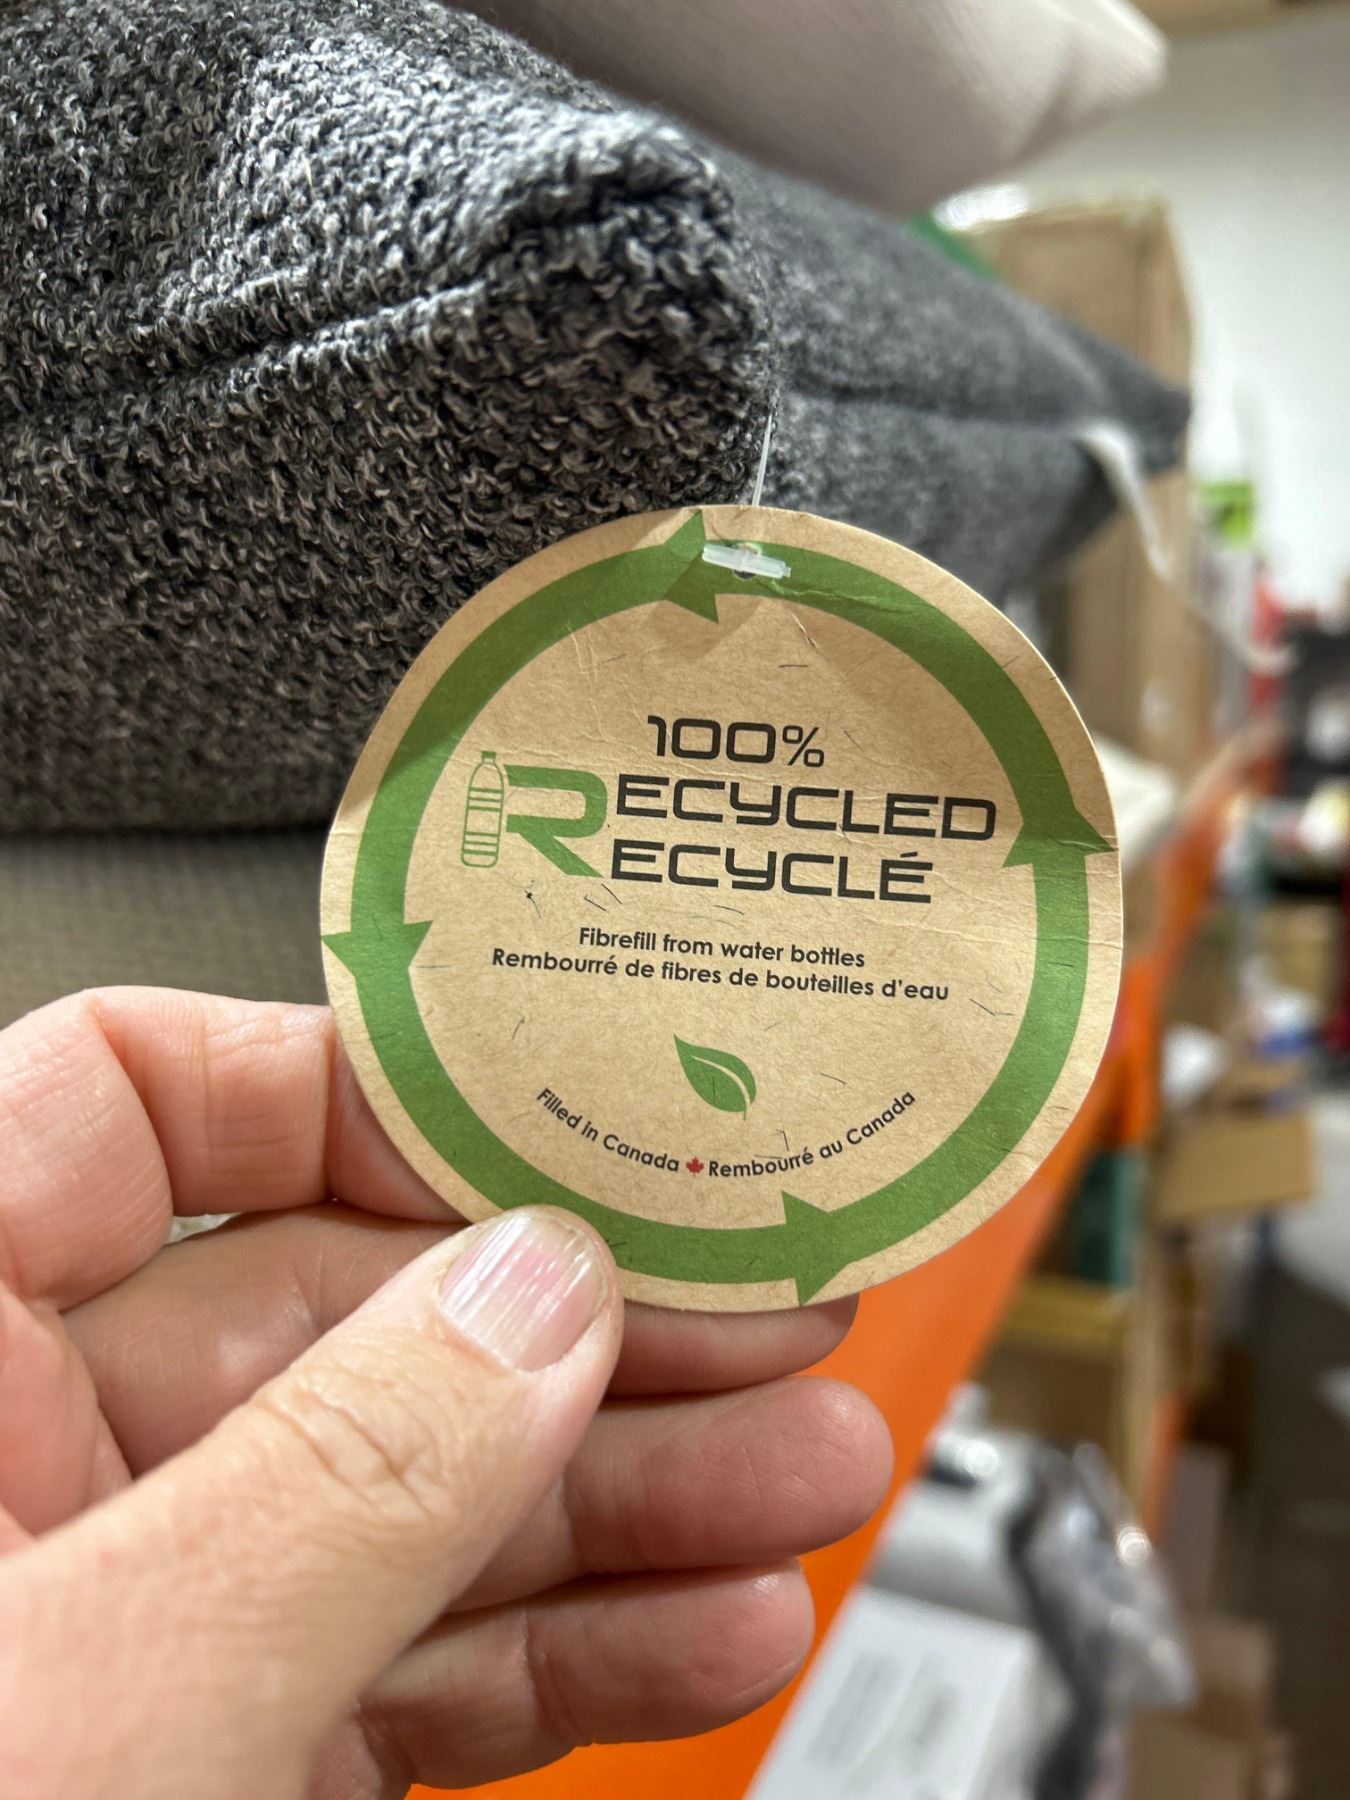 100%
RECYCLED
RECYCLÉ
Fibrefill from water bottles
Rembourré de fibres de bouteilles d'eau
Filled in Canada Rembourré au Canada